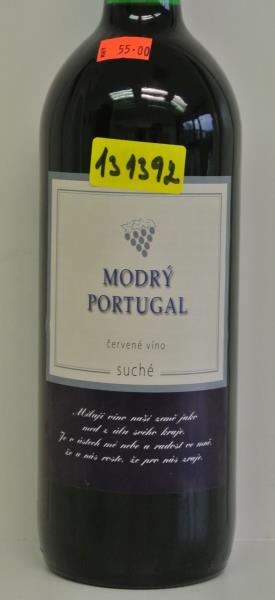 55.00
131392
MODRÝ
PORTUGAL
červené víno
suché
Miluji víno naší země jako
med z úlu svého kraje.
Je v ústech mé nebe a radost ve mně,
že u nás roste, že pro nás zraje.